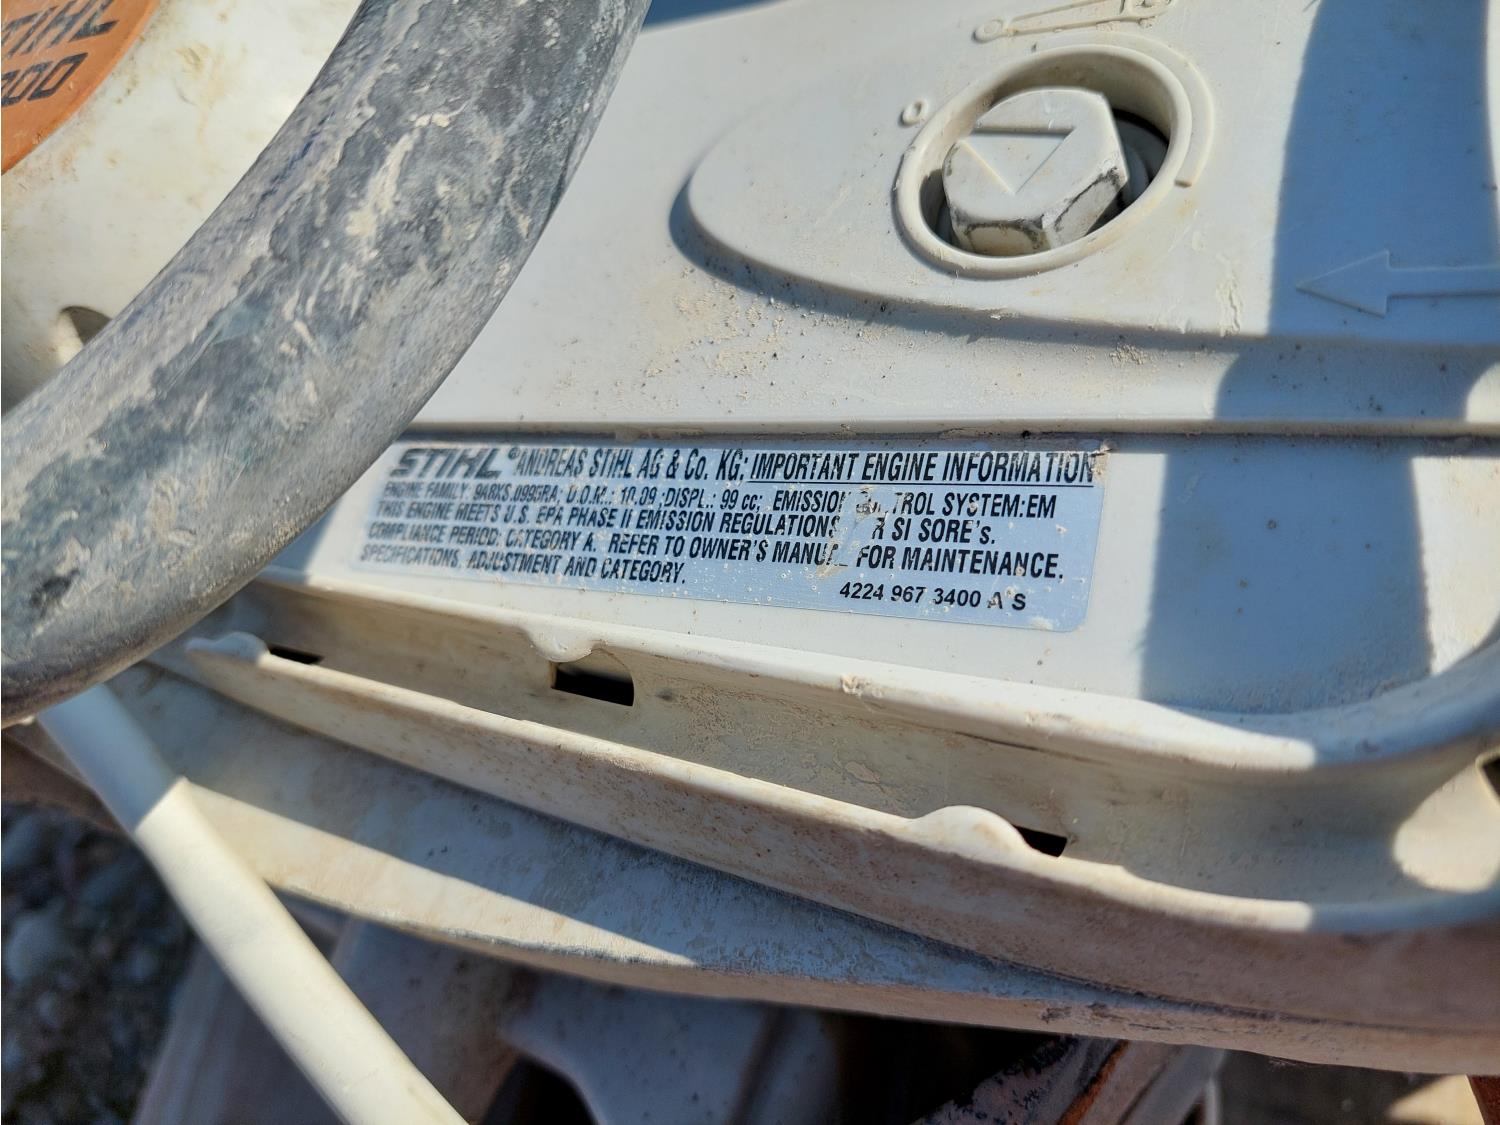 STIHL
STIHL ®ANDREAS STIHL AG & Co. KG; IMPORTANT ENGINE INFORMATION
ENGINE FAMILY: D.O.M.: 10.09 ;DISPL.: 99 cc; EMISSION TROL SYSTEM:EM
THIS ENGINE MEETS U.S. EPA PHASE II EMISSION REGULATIONS R SI SORE's.
COMPLIANCE PERIOD: CATEGORY A. REFER TO OWNER'S MANUAL FOR MAINTENANCE,
SPECIFICATIONS, ADJUSTMENT AND CATEGORY.
4224 967 3400 A S
0